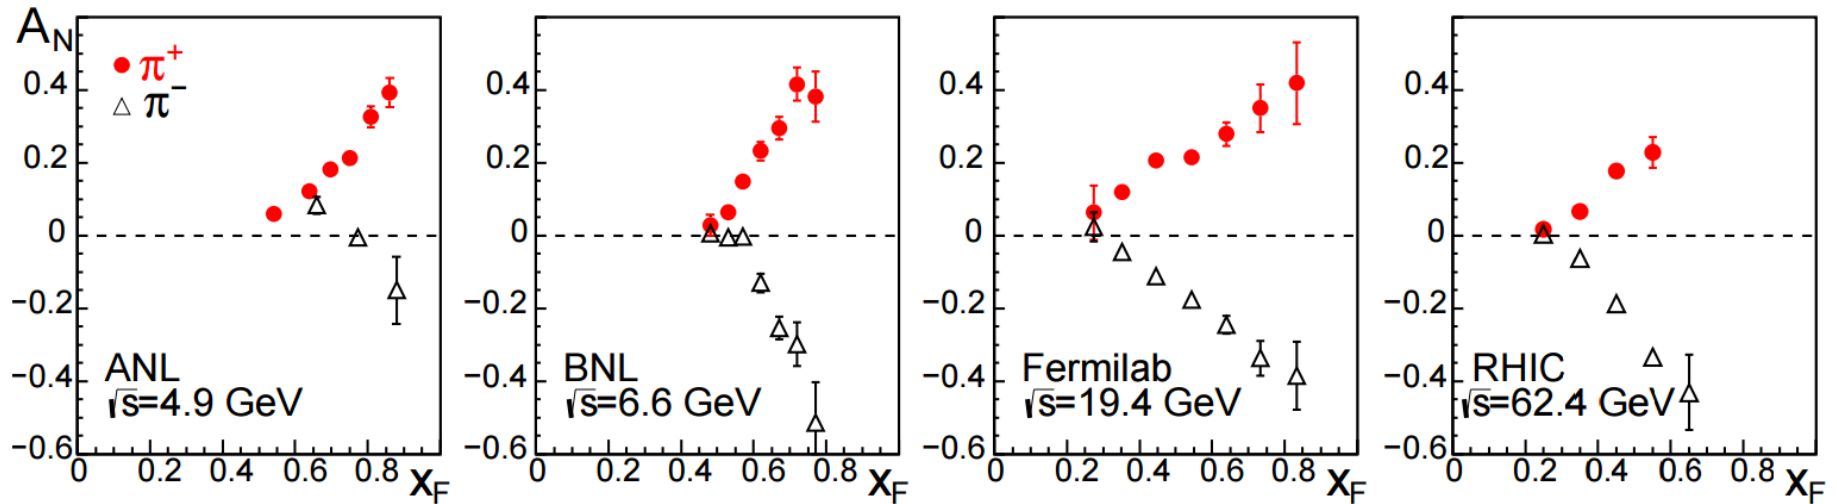 A_N
π⁺
π⁻
0.4
0.2
0
−0.2
−0.4
−0.6
ANL
√s=4.9 GeV
0 0.2 0.4 0.6 0.8
x_F
0.4
0.2
0
−0.2
−0.4
−0.6
BNL
√s=6.6 GeV
0 0.2 0.4 0.6 0.8
x_F
0.4
0.2
0
−0.2
−0.4
−0.6
Fermilab
√s=19.4 GeV
0 0.2 0.4 0.6 0.8
x_F
0.4
0.2
0
−0.2
−0.4
−0.6
RHIC
√s=62.4 GeV
0 0.2 0.4 0.6 0.8
x_F